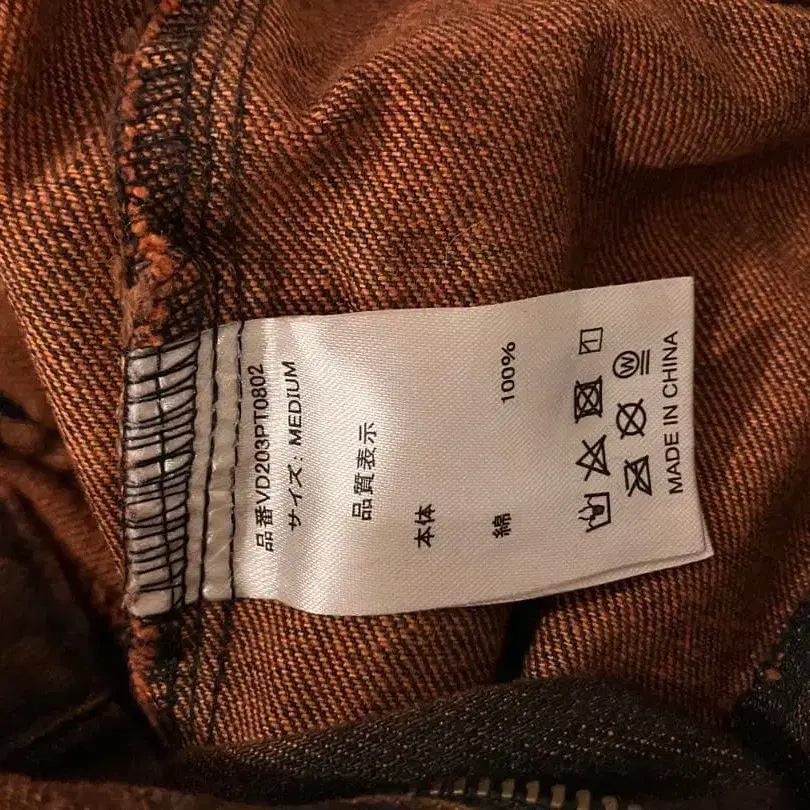 品番VD203PT0802
サイズ: MEDIUM
品質表示
本体
綿 100%
W
MADE IN CHINA